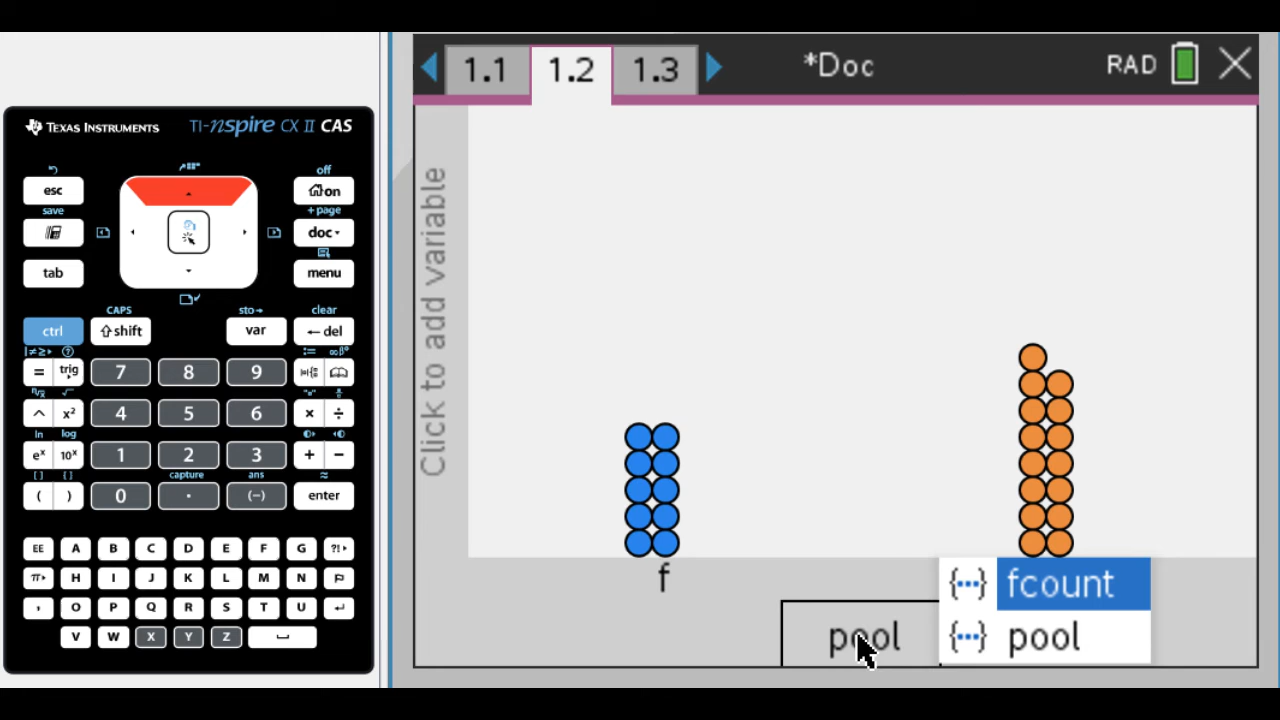 1.1 1.2 1.3 *Doc RAD
TEXAS INSTRUMENTS TI-nspire CX II CAS
off
esc on
save + page
doc
tab menu
CAPS sto→ clear
ctrl ⇧shift var ← del
= trig 7 8 9
^ x² 4 5 6 × ÷
ln log
eˣ 10ˣ 1 2 3 + −
capture ans ≈
( ) 0 . (−) enter
EE A B C D E F G ?!▸
π▸ H I J K L M N
, O P Q R S T U ↵
V W X Y Z
Click to add variable
f
fcount
pool
pool